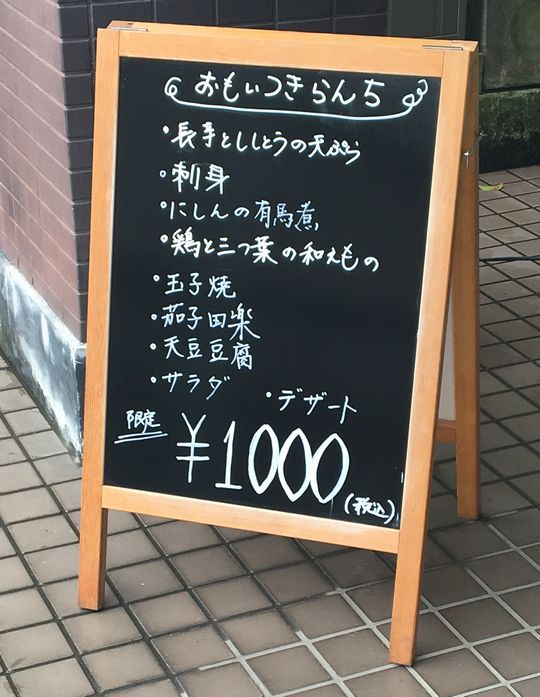 おもいつきらんち
・長手とししとうの天ぷら
・刺身
・にしんの有馬煮
・鶏と三つ葉の和えもの
・玉子焼
・茄子田楽
・天豆豆腐
・サラダ ・デザート
限定 ¥1000 (税込)